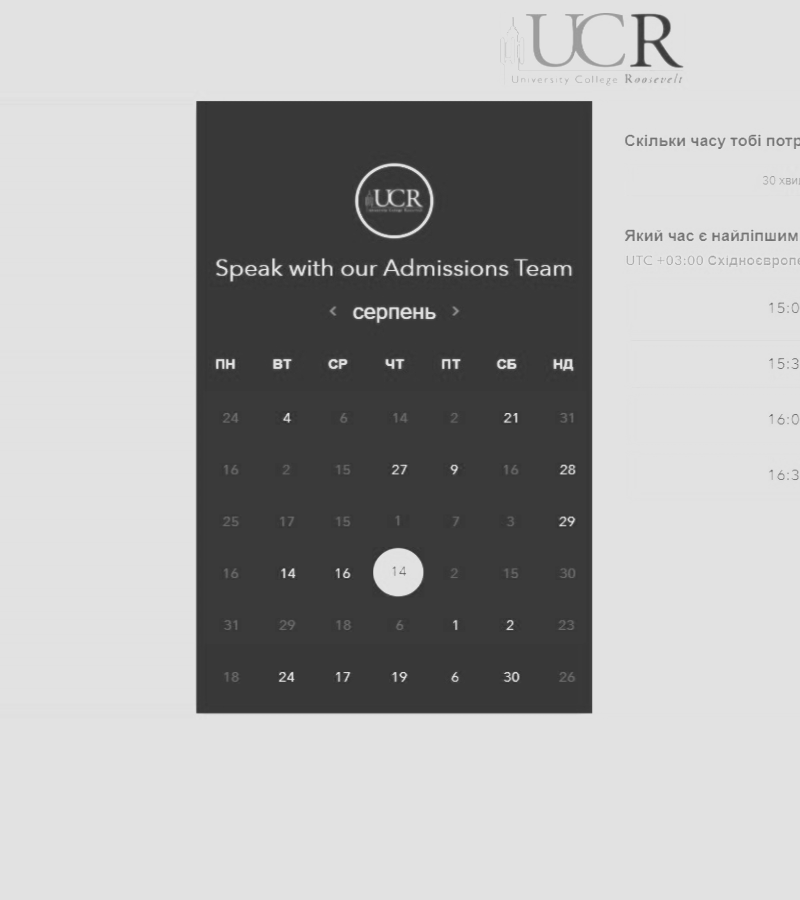 UCR
University College Roosevelt
UCR
University College Roosevelt
Speak with our Admissions Team
‹ серпень ›
ПН ВТ СР ЧТ ПТ СБ НД
24 4 6 14 2 21 31
16 2 15 27 9 16 28
25 17 15 1 7 3 29
16 14 16 14 2 15 30
31 29 18 6 1 2 23
18 24 17 19 6 30 26
Скільки часу тобі потр
30 хви
Який час є найліпшим
UTC +03:00 Східноєвропе
15:0
15:3
16:0
16:3